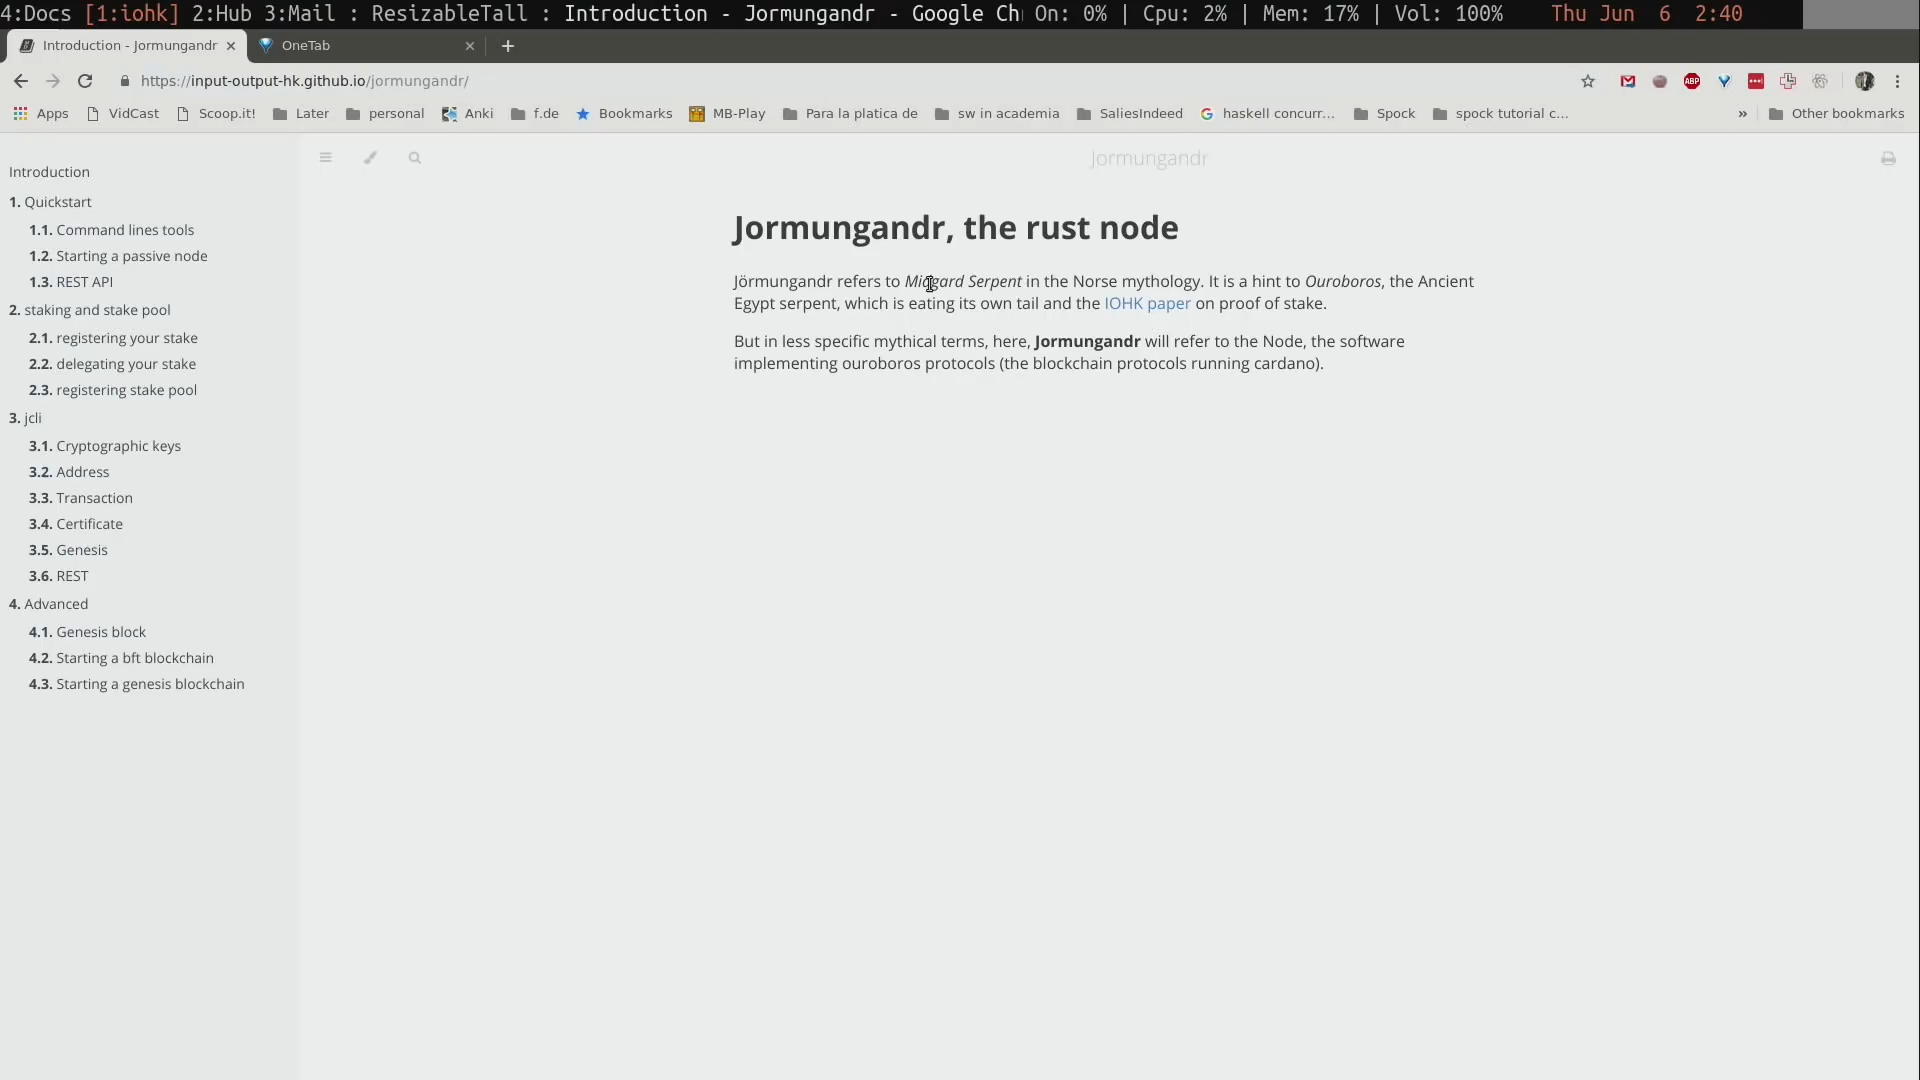 4:Docs [1:iohk] 2:Hub 3:Mail : ResizableTall : Introduction - Jormungandr - Google Ch On: 0% | Cpu: 2% | Mem: 17% | Vol: 100% Thu Jun 6 2:40
Introduction - Jormungandr OneTab
https://input-output-hk.github.io/jormungandr/
Apps VidCast Scoop.it! Later personal Anki f.de Bookmarks MB-Play Para la platica de sw in academia SaliesIndeed haskell concurr... Spock spock tutorial c... » Other bookmarks
Introduction
1. Quickstart
1.1. Command lines tools
1.2. Starting a passive node
1.3. REST API
2. staking and stake pool
2.1. registering your stake
2.2. delegating your stake
2.3. registering stake pool
3. jcli
3.1. Cryptographic keys
3.2. Address
3.3. Transaction
3.4. Certificate
3.5. Genesis
3.6. REST
4. Advanced
4.1. Genesis block
4.2. Starting a bft blockchain
4.3. Starting a genesis blockchain
Jormungandr
Jormungandr, the rust node
Jörmungandr refers to Midgard Serpent in the Norse mythology. It is a hint to Ouroboros, the Ancient
Egypt serpent, which is eating its own tail and the IOHK paper on proof of stake.
But in less specific mythical terms, here, Jormungandr will refer to the Node, the software
implementing ouroboros protocols (the blockchain protocols running cardano).